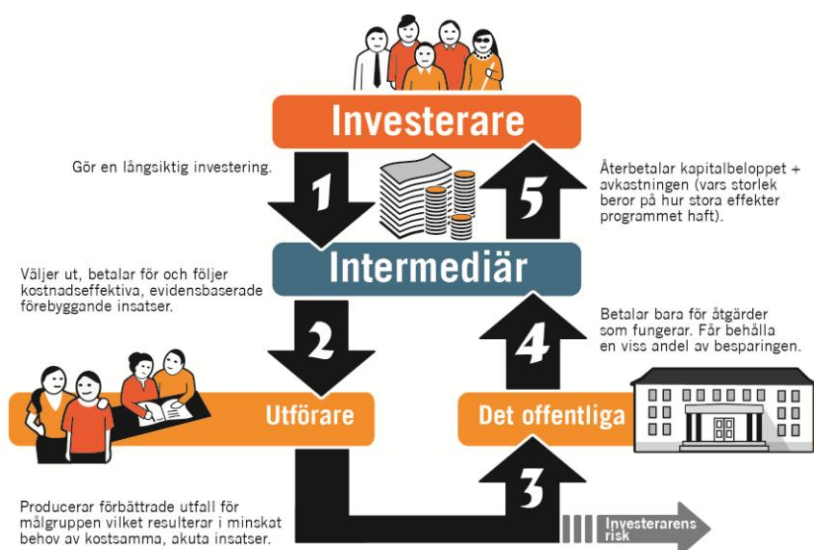 Investerare
Gör en långsiktig investering.
1
5
Återbetalar kapitalbeloppet +
avkastningen (vars storlek
beror på hur stora effekter
programmet haft).
Intermediär
Väljer ut, betalar för och följer
kostnadseffektiva, evidensbaserade
förebyggande insatser.
2
4
Betalar bara för åtgärder
som fungerar. Får behålla
en viss andel av besparingen.
Utförare
Det offentliga
3
Producerar förbättrade utfall för
målgruppen vilket resulterar i minskat
behov av kostsamma, akuta insatser.
Investerarens
risk